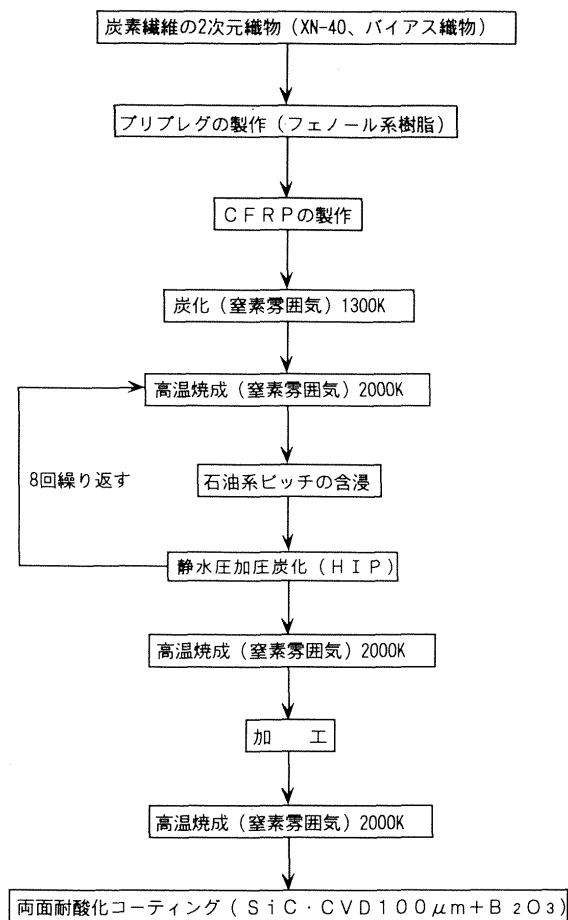 炭素繊維の2次元織物（XN-40、バイアス織物）
プリプレグの製作（フェノール系樹脂）
ＣＦＲＰの製作
炭化（窒素雰囲気）1300K
高温焼成（窒素雰囲気）2000K
8回繰り返す
石油系ピッチの含浸
静水圧加圧炭化（ＨＩＰ）
高温焼成（窒素雰囲気）2000K
加　　工
高温焼成（窒素雰囲気）2000K
両面耐酸化コーティング（ＳｉＣ・ＣＶＤ100μm＋Ｂ２Ｏ３）